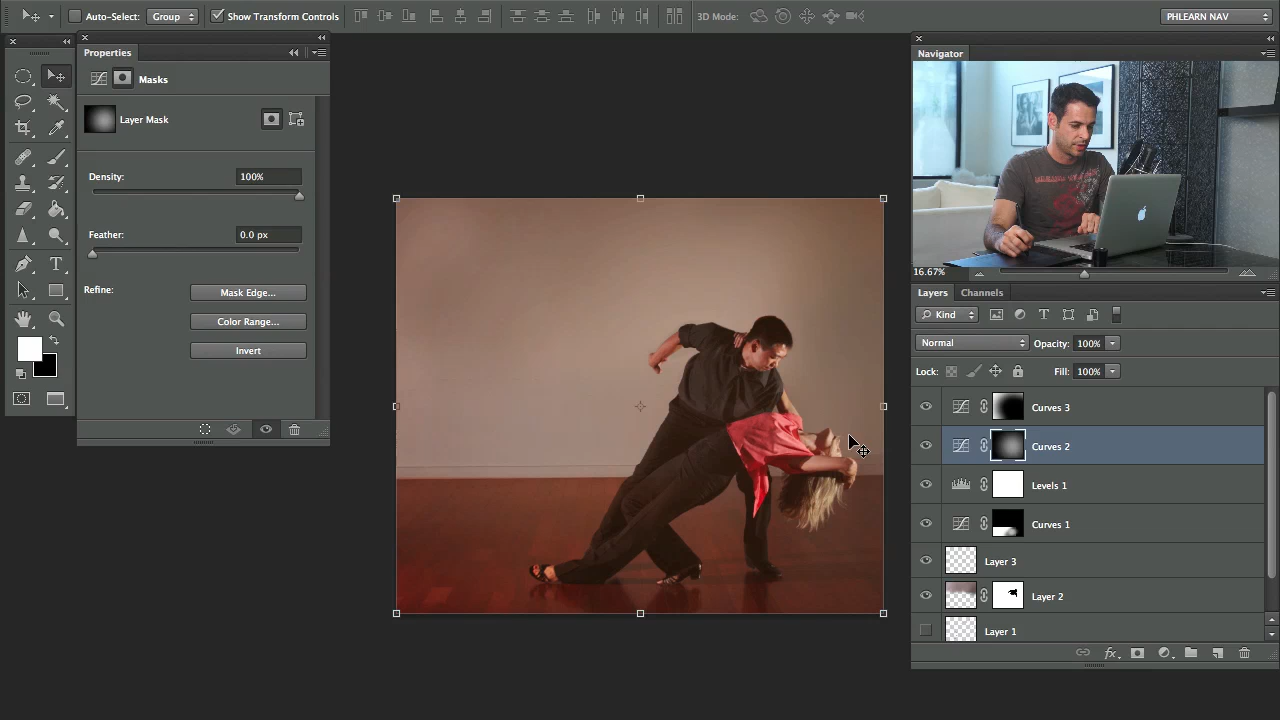 Auto-Select: Group Show Transform Controls 3D Mode: PHLEARN NAV
Properties
Masks
Layer Mask
Density: 100%
Feather: 0.0 px
Refine: Mask Edge...
Color Range...
Invert
Navigator
16.67%
Layers Channels
Kind
Normal Opacity: 100%
Lock: Fill: 100%
Curves 3
Curves 2
Levels 1
Curves 1
Layer 3
Layer 2
Layer 1